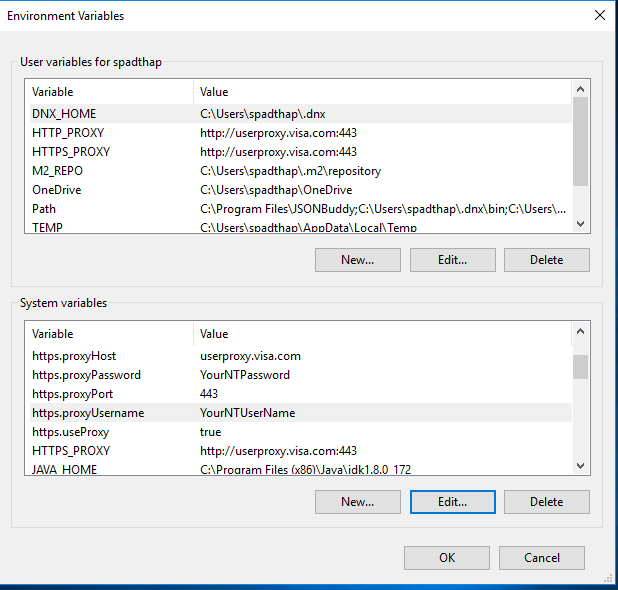 Environment Variables
User variables for spadthap
Variable Value
DNX_HOME C:\Users\spadthap\.dnx
HTTP_PROXY http://userproxy.visa.com:443
HTTPS_PROXY http://userproxy.visa.com:443
M2_REPO C:\Users\spadthap\.m2\repository
OneDrive C:\Users\spadthap\OneDrive
Path C:\Program Files\JSONBuddy;C:\Users\spadthap\.dnx\bin;C:\Users\...
TEMP C:\Users\spadthap\AppData\Local\Temp
New... Edit... Delete
System variables
Variable Value
https.proxyHost userproxy.visa.com
https.proxyPassword YourNTPassword
https.proxyPort 443
https.proxyUsername YourNTUserName
https.useProxy true
HTTPS_PROXY http://userproxy.visa.com:443
JAVA_HOME C:\Program Files (x86)\Java\jdk1.8.0_172
New... Edit... Delete
OK Cancel